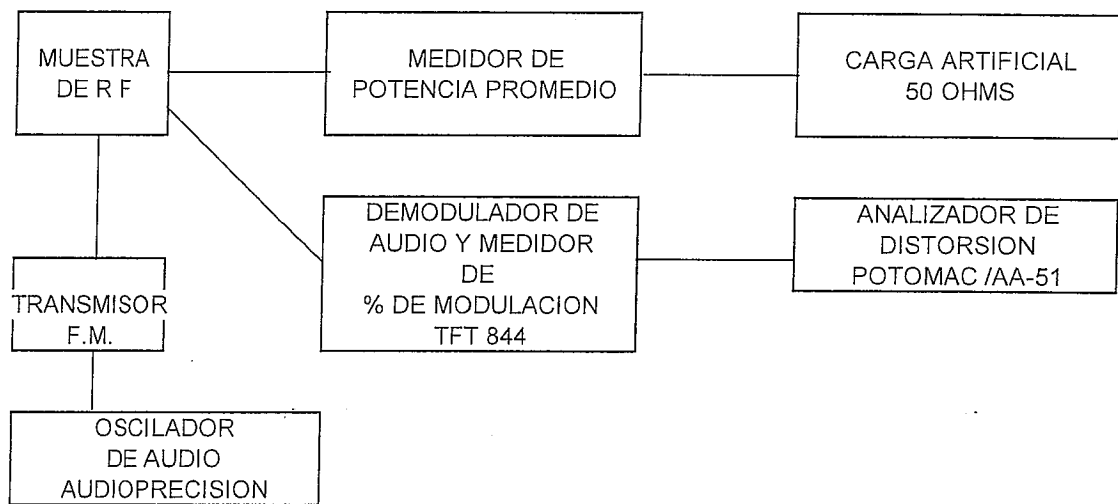 MUESTRA
DE R F
MEDIDOR DE
POTENCIA PROMEDIO
CARGA ARTIFICIAL
50 OHMS
DEMODULADOR DE
AUDIO Y MEDIDOR
DE
% DE MODULACION
TFT 844
ANALIZADOR DE
DISTORSION
POTOMAC /AA-51
TRANSMISOR
F.M.
OSCILADOR
DE AUDIO
AUDIOPRECISION